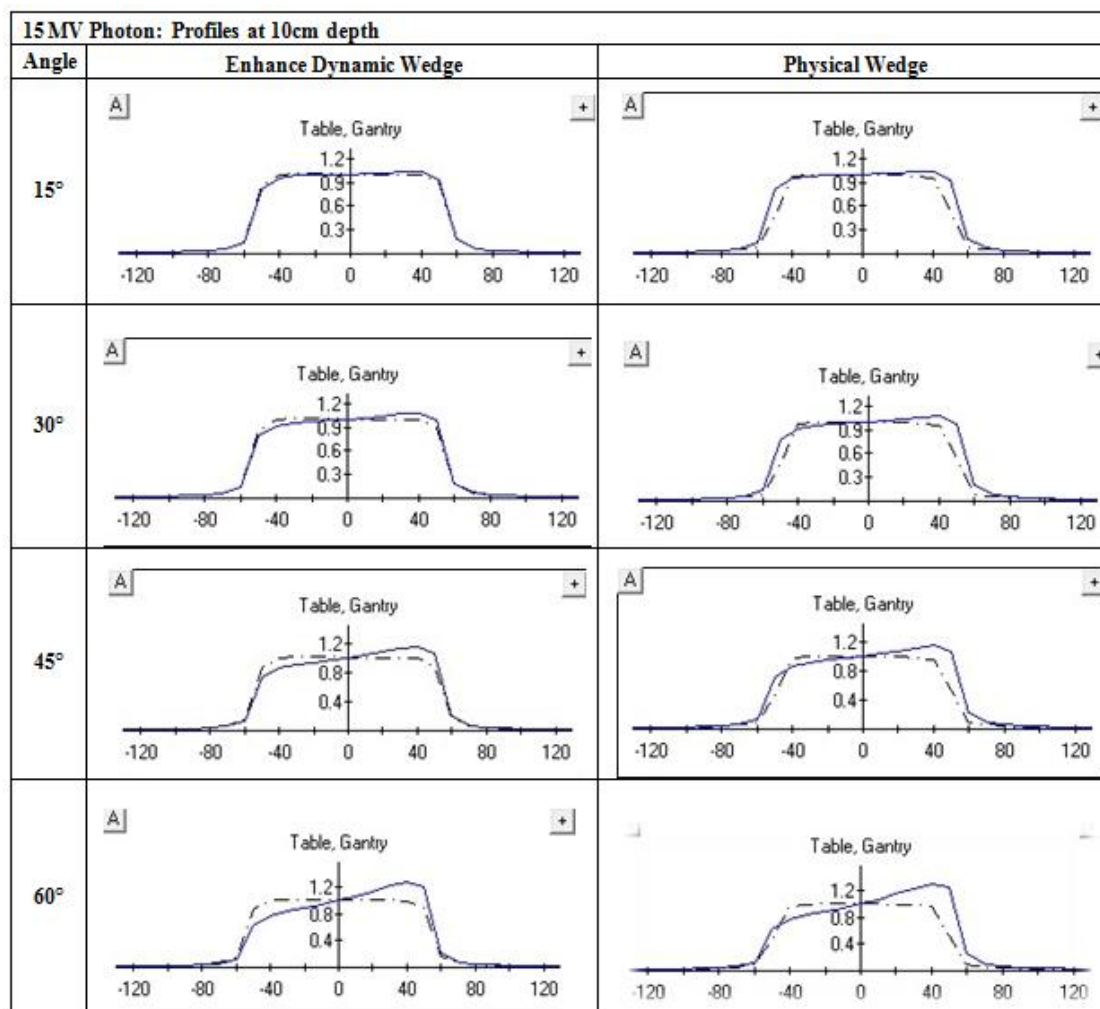 15 MV Photon: Profiles at 10cm depth
Angle Enhance Dynamic Wedge Physical Wedge
15°
A +
Table, Gantry
1.2
0.9
0.6
0.3
-120 -80 -40 0 40 80 120
A +
Table, Gantry
1.2
0.9
0.6
0.3
-120 -80 -40 0 40 80 120
30°
A +
Table, Gantry
1.2
0.9
0.6
0.3
-120 -80 -40 0 40 80 120
A +
Table, Gantry
1.2
0.9
0.6
0.3
-120 -80 -40 0 40 80 120
45°
A +
Table, Gantry
1.2
0.8
0.4
-120 -80 -40 0 40 80 120
A +
Table, Gantry
1.2
0.8
0.4
-120 -80 -40 0 40 80 120
60°
A +
Table, Gantry
1.2
0.8
0.4
-120 -80 -40 0 40 80 120
Table, Gantry
1.2
0.8
0.4
-120 -80 -40 0 40 80 120